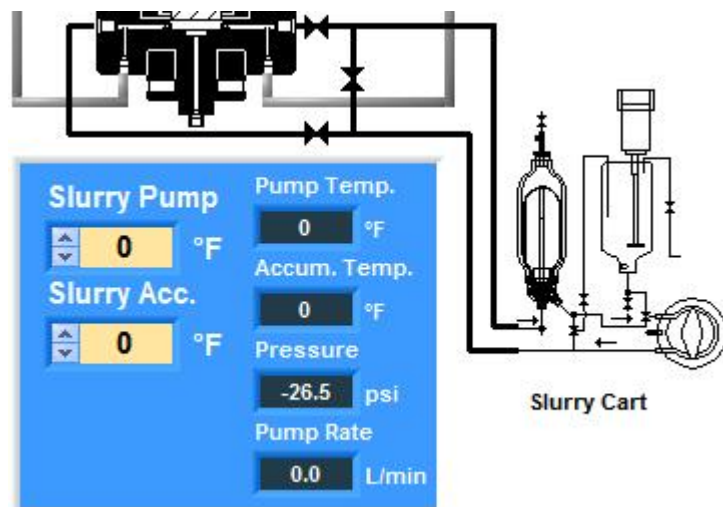 Slurry Pump
0 °F
Slurry Acc.
0 °F
Pump Temp.
0 °F
Accum. Temp.
0 °F
Pressure
-26.5 psi
Pump Rate
0.0 L/min
Slurry Cart